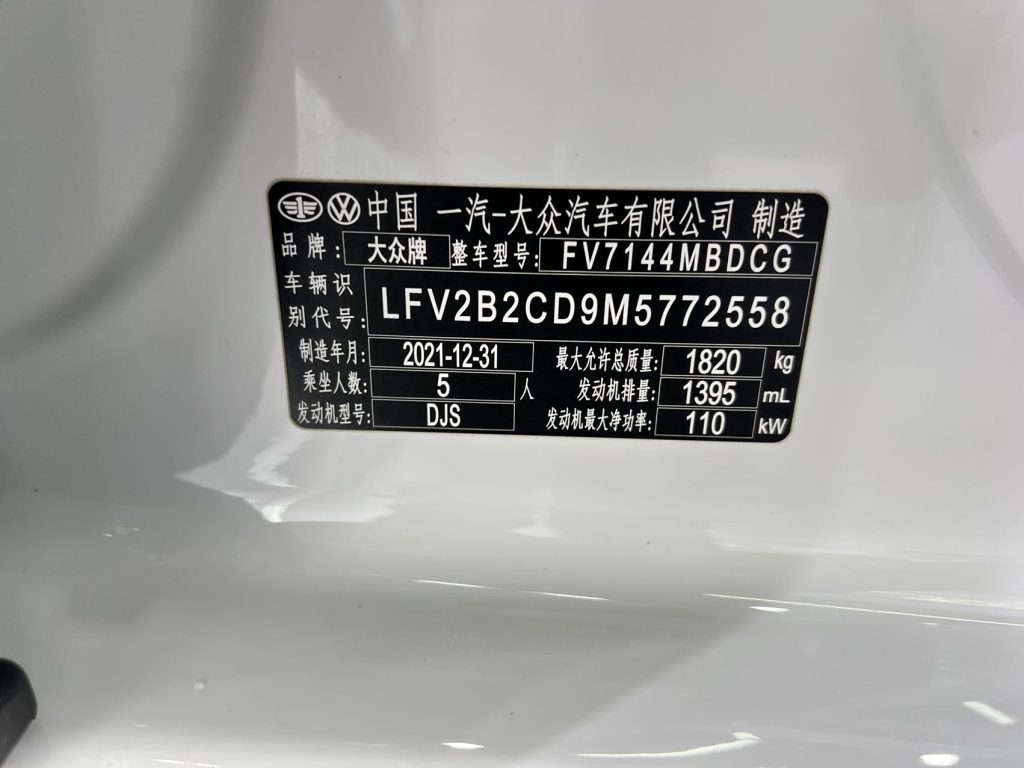 中国 一汽-大众汽车有限公司 制造
品牌: 大众牌 整车型号: FV7144MBDCG
车辆识别代号: LFV2B2CD9M5772558
制造年月: 2021-12-31 最大允许总质量: 1820 kg
乘坐人数: 5 人 发动机排量: 1395 mL
发动机型号: DJS 发动机最大净功率: 110 kW